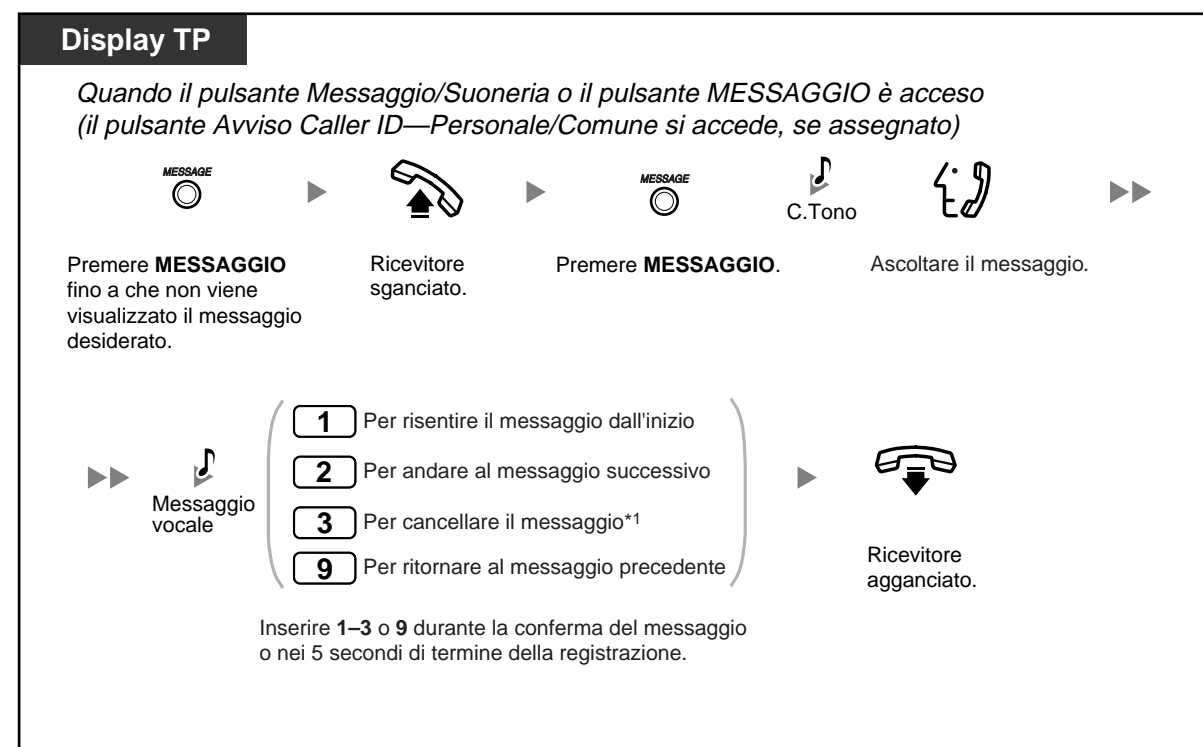 Display TP
Quando il pulsante Messaggio/Suoneria o il pulsante MESSAGGIO è acceso
(il pulsante Avviso Caller ID—Personale/Comune si accede, se assegnato)
MESSAGE
MESSAGE
C.Tono
Premere MESSAGGIO
fino a che non viene
visualizzato il messaggio
desiderato.
Ricevitore
sganciato.
Premere MESSAGGIO.
Ascoltare il messaggio.
Messaggio
vocale
1 Per risentire il messaggio dall'inizio
2 Per andare al messaggio successivo
3 Per cancellare il messaggio*1
9 Per ritornare al messaggio precedente
Ricevitore
agganciato.
Inserire 1–3 o 9 durante la conferma del messaggio
o nei 5 secondi di termine della registrazione.